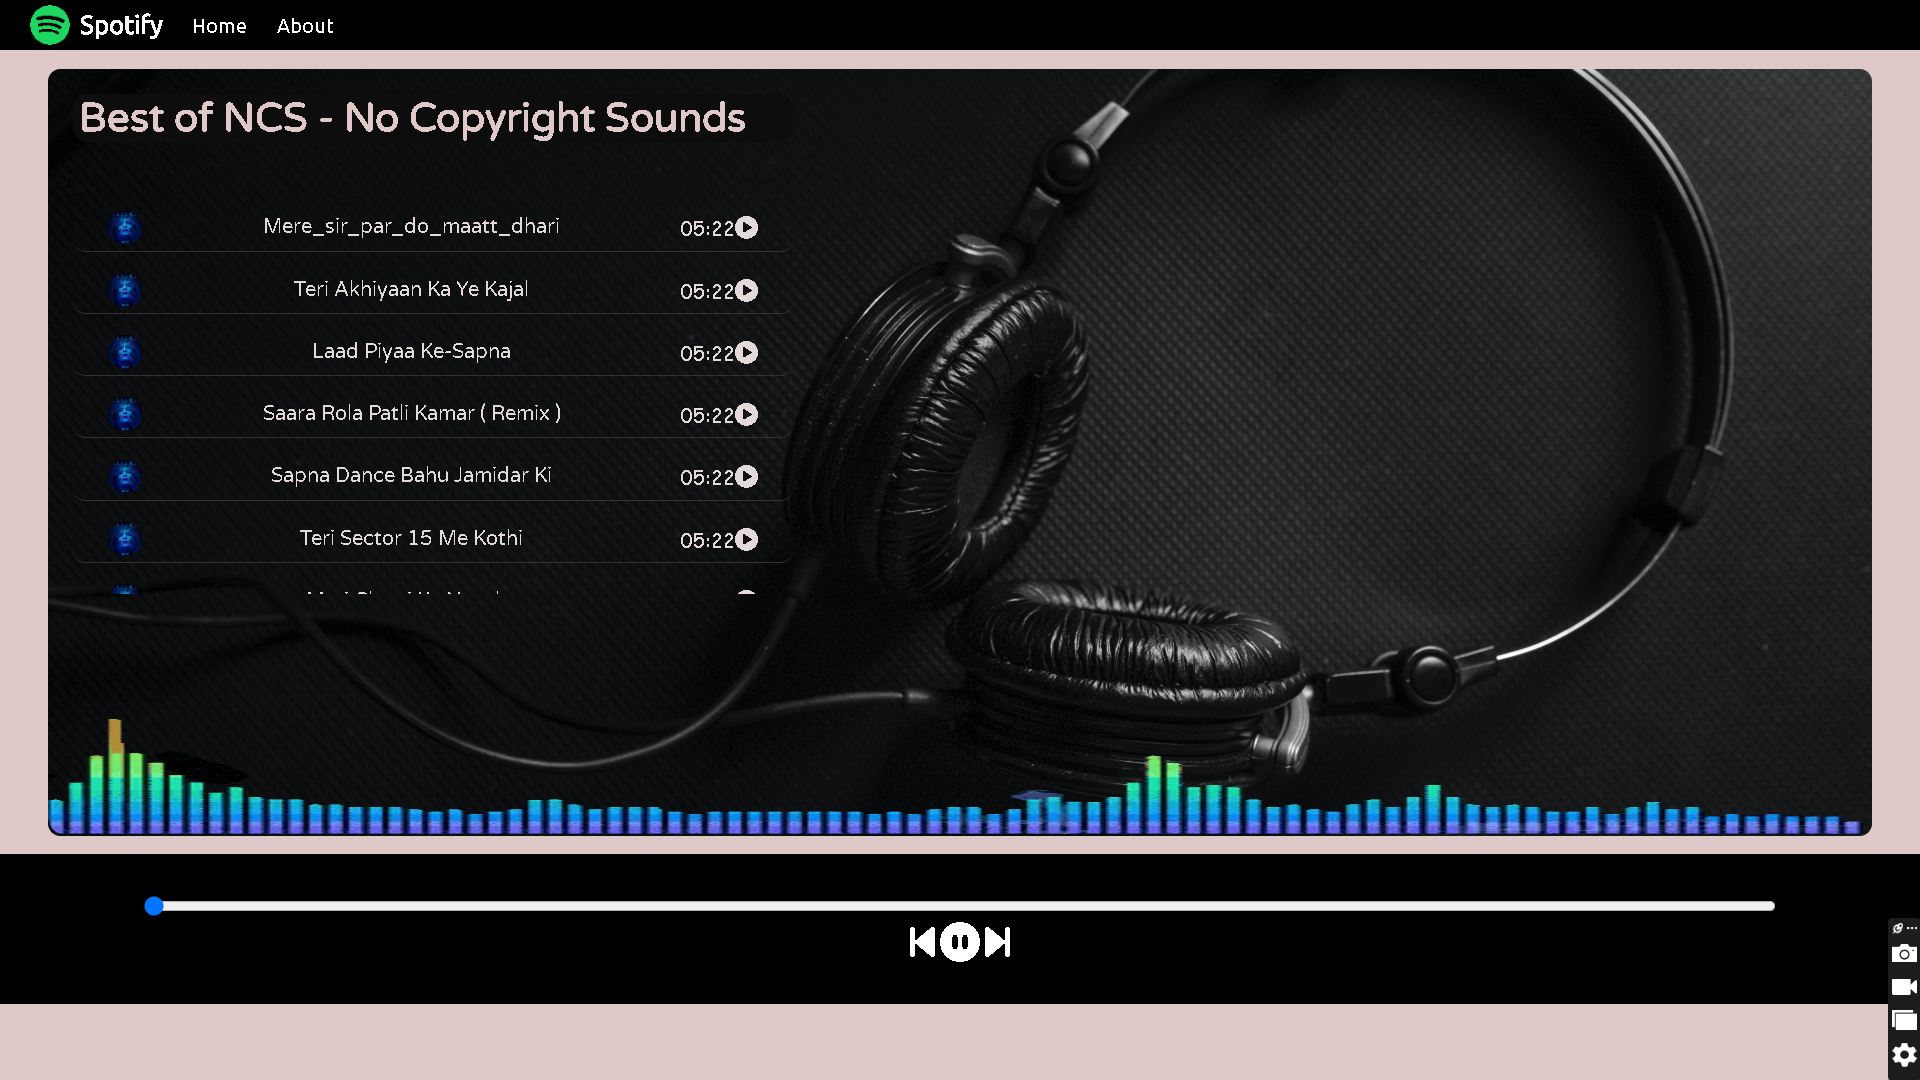 Spotify Home About
Best of NCS - No Copyright Sounds
Mere_sir_par_do_maatt_dhari 05:22
Teri Akhiyaan Ka Ye Kajal 05:22
Laad Piyaa Ke-Sapna 05:22
Saara Rola Patli Kamar ( Remix ) 05:22
Sapna Dance Bahu Jamidar Ki 05:22
Teri Sector 15 Me Kothi 05:22